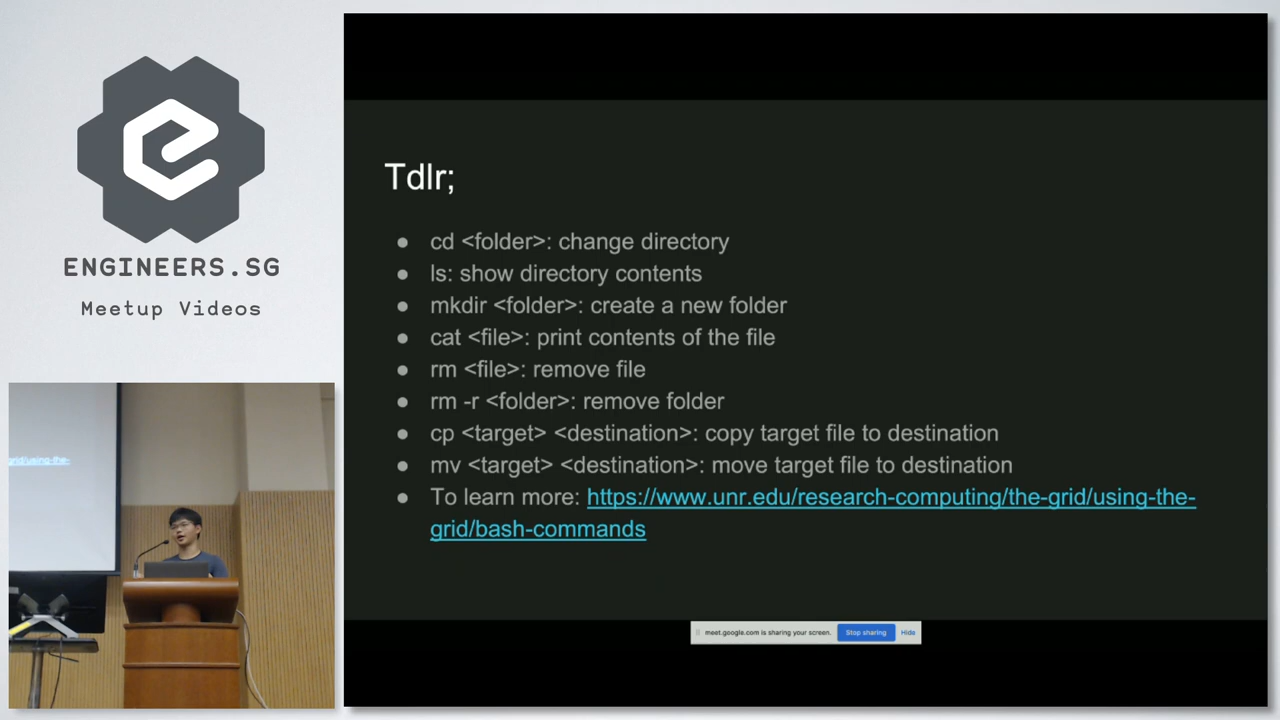 ENGINEERS.SG
Meetup Videos
Tdlr;
● cd <folder>: change directory
● ls: show directory contents
● mkdir <folder>: create a new folder
● cat <file>: print contents of the file
● rm <file>: remove file
● rm -r <folder>: remove folder
● cp <target> <destination>: copy target file to destination
● mv <target> <destination>: move target file to destination
● To learn more: https://www.unr.edu/research-computing/the-grid/using-the-
grid/bash-commands
meet.google.com is sharing your screen. Stop sharing Hide